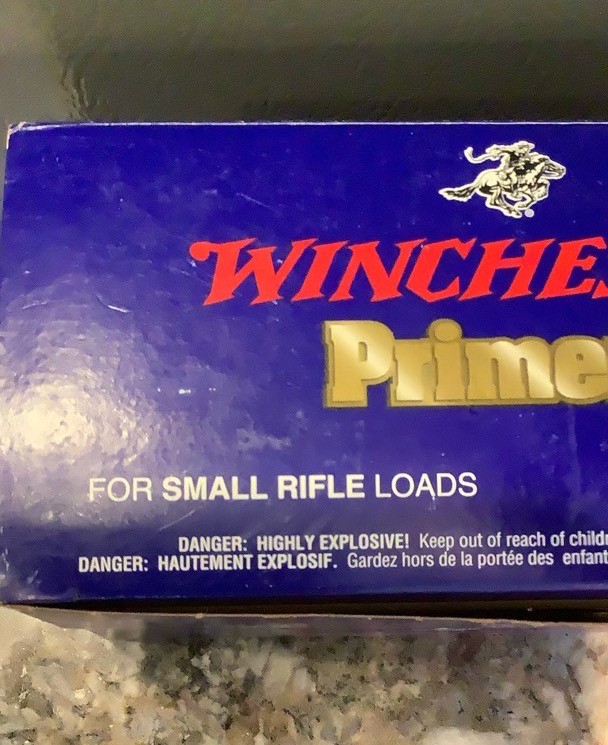 WINCHE
Prime
FOR SMALL RIFLE LOADS
DANGER: HIGHLY EXPLOSIVE! Keep out of reach of childr
DANGER: HAUTEMENT EXPLOSIF. Gardez hors de la portée des enfant